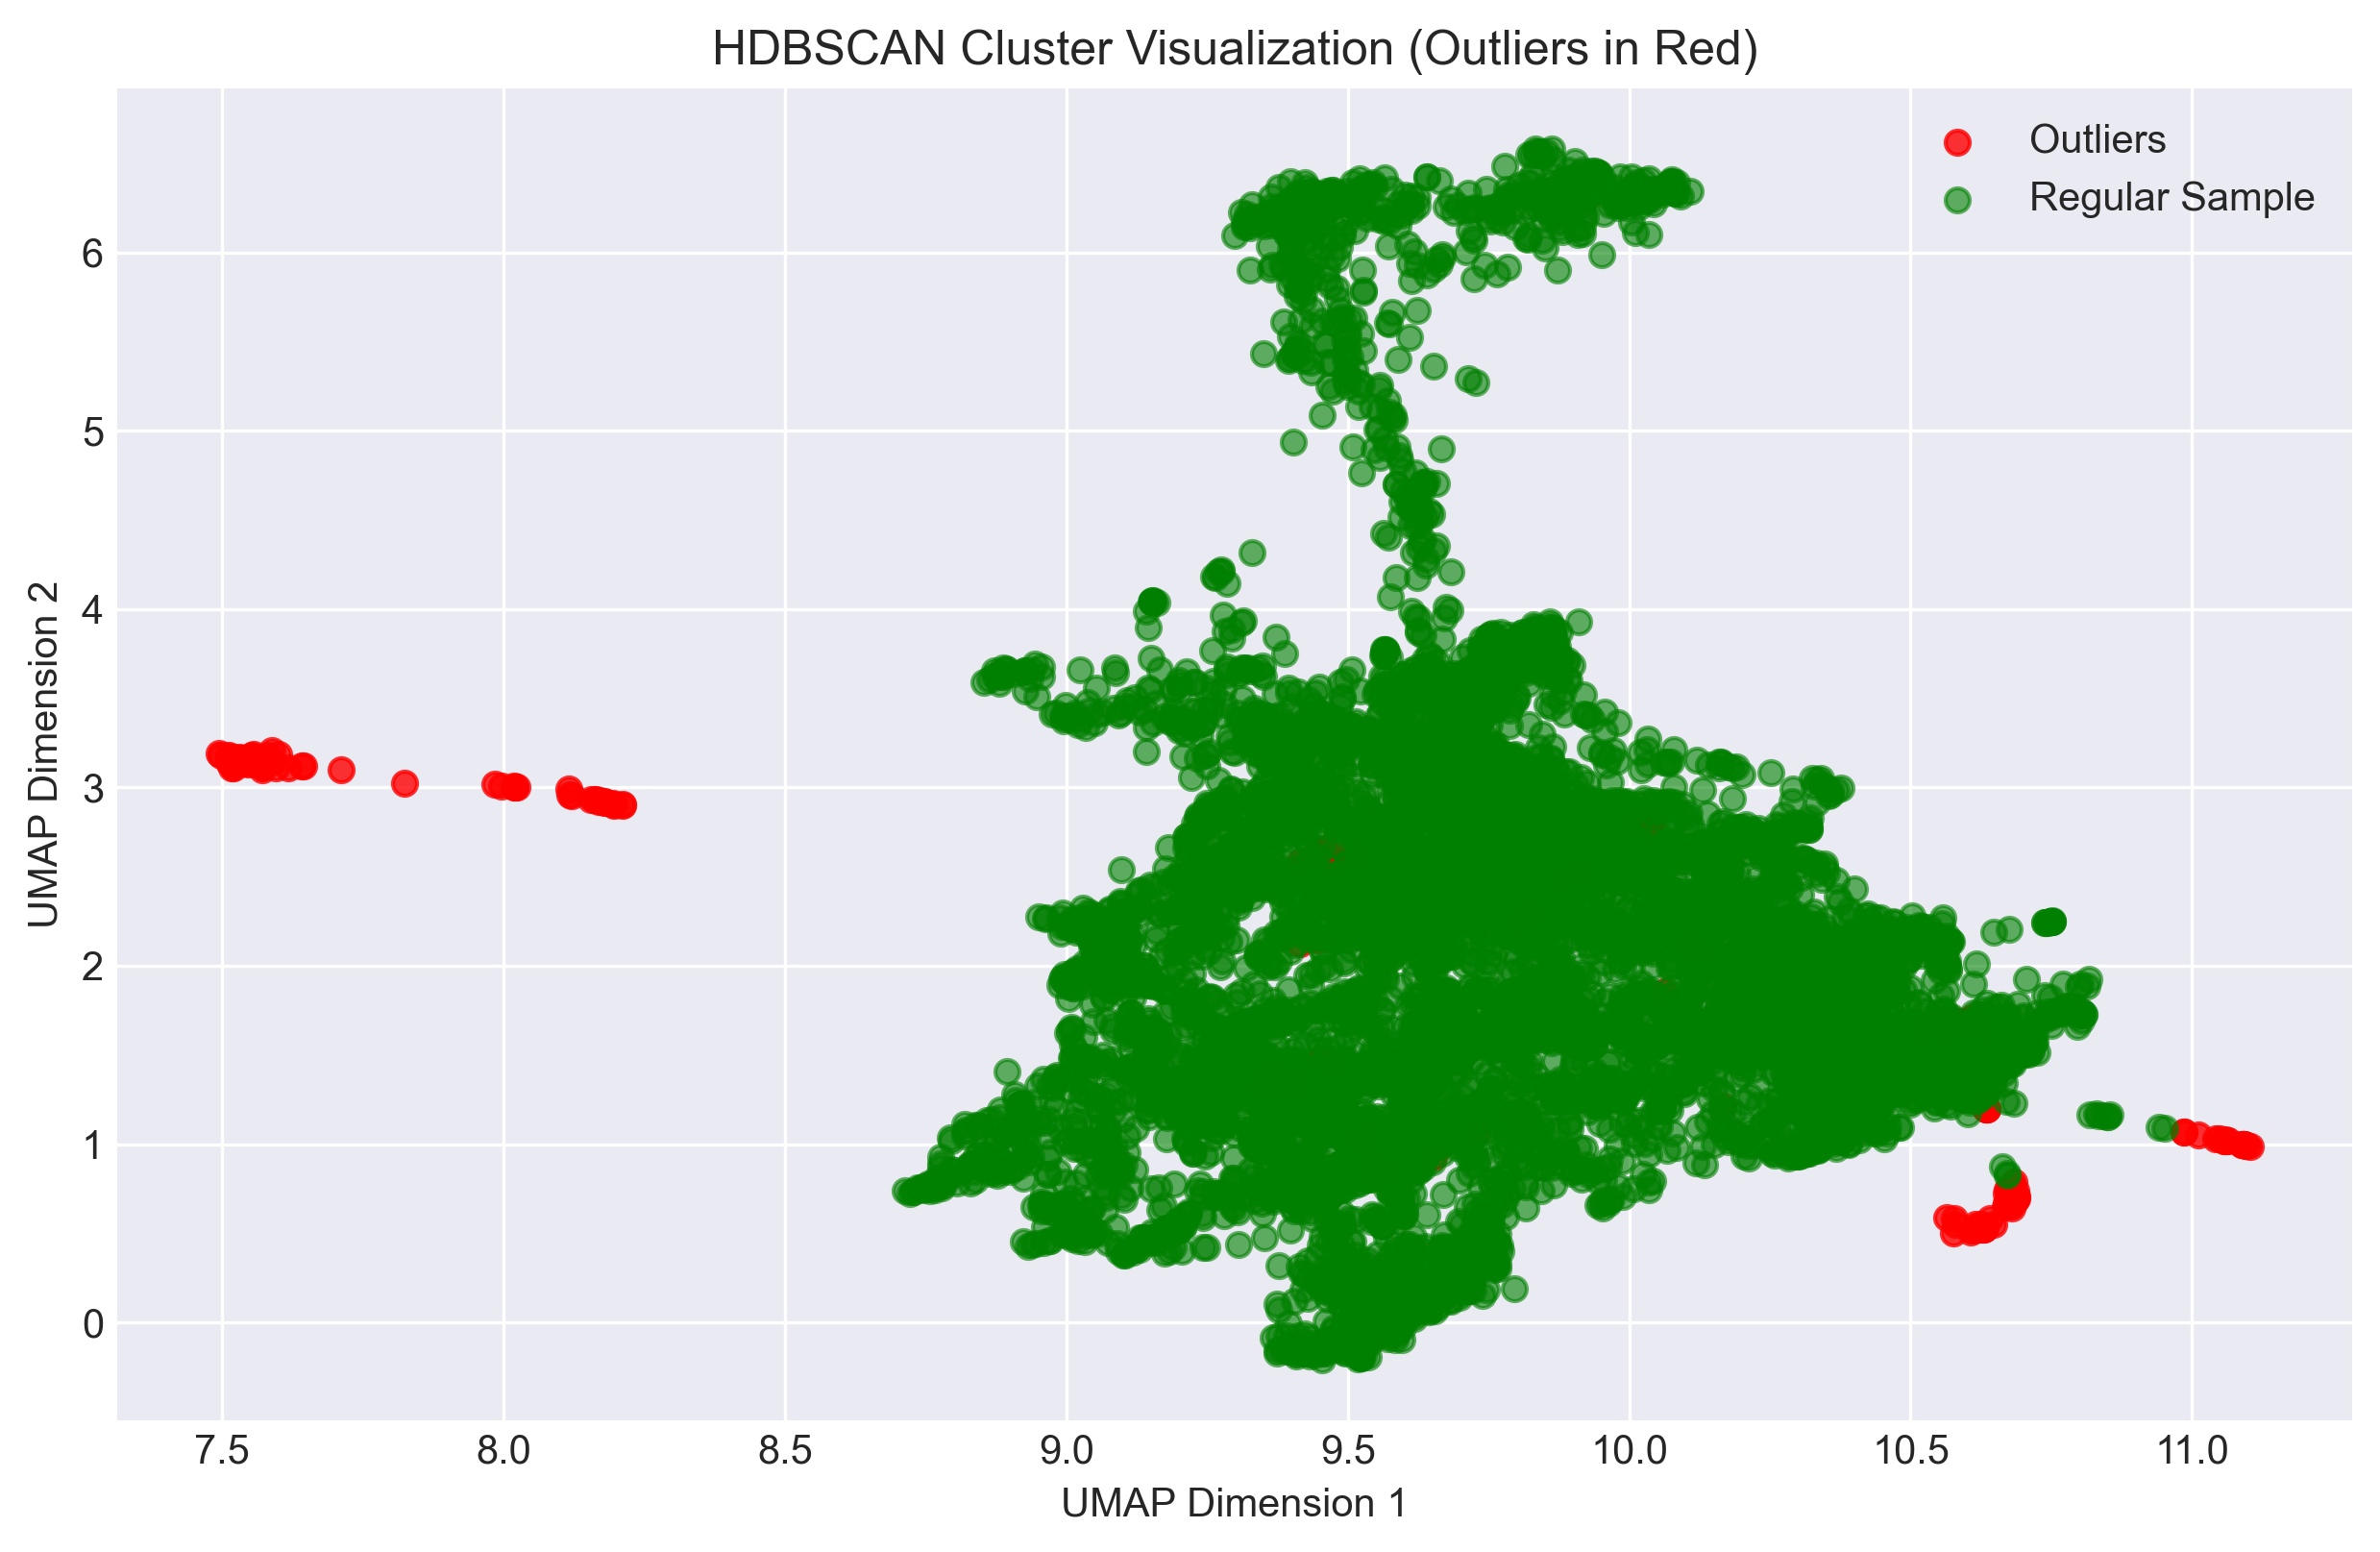 HDBSCAN Cluster Visualization (Outliers in Red)
Outliers
Regular Sample
UMAP Dimension 2
6
5
4
3
2
1
0
7.5 8.0 8.5 9.0 9.5 10.0 10.5 11.0
UMAP Dimension 1